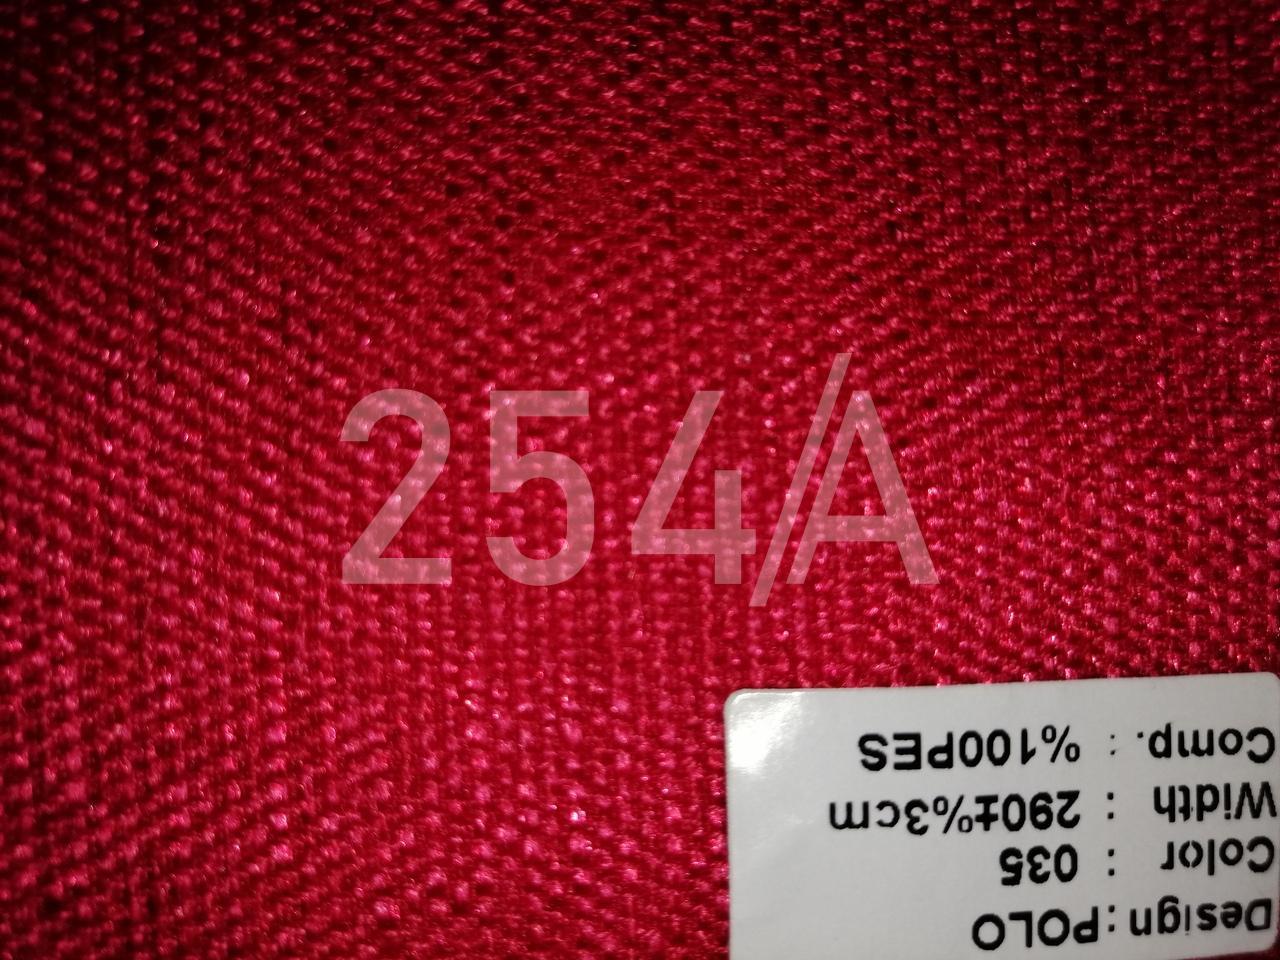 254/A
Design : POLO
Color : 035
Width : 290±%3cm
Comp. : %100PES